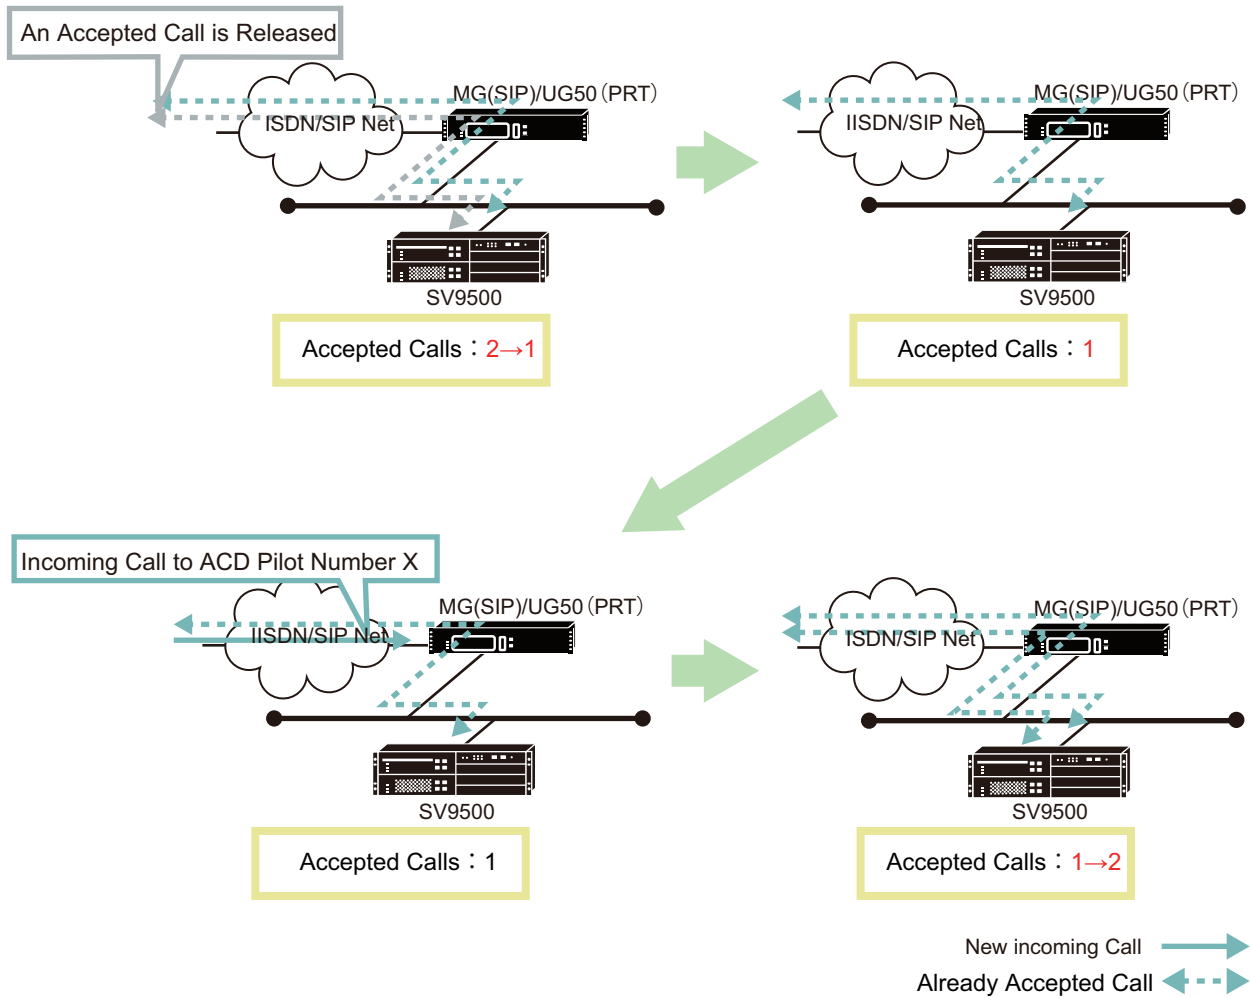 An Accepted Call is Released
MG(SIP)/UG50（PRT）
ISDN/SIP Net
SV9500
Accepted Calls：2→1
MG(SIP)/UG50（PRT）
IISDN/SIP Net
SV9500
Accepted Calls：1
Incoming Call to ACD Pilot Number X
MG(SIP)/UG50（PRT）
IISDN/SIP Net
SV9500
Accepted Calls：1
MG(SIP)/UG50（PRT）
ISDN/SIP Net
SV9500
Accepted Calls：1→2
New incoming Call
Already Accepted Call